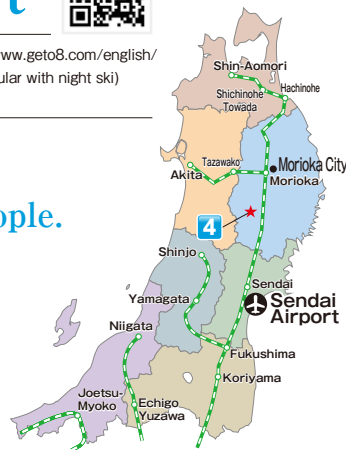 t
ww.geto8.com/english/
ular with night ski)
ople.
Shin-Aomori
Hachinohe
Shichinohe
Towada
Tazawako
Akita
Morioka City
Morioka
4
Shinjo
Sendai
Yamagata
Sendai
Airport
Niigata
Fukushima
Koriyama
Joetsu-
Myoko
Echigo
Yuzawa